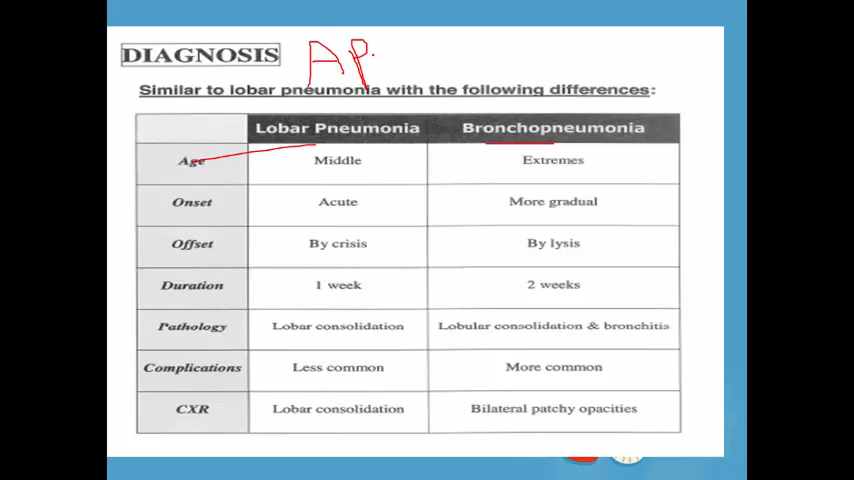 DIAGNOSIS AP.
Similar to lobar pneumonia with the following differences:
Lobar Pneumonia Bronchopneumonia
Age Middle Extremes
Onset Acute More gradual
Offset By crisis By lysis
Duration 1 week 2 weeks
Pathology Lobar consolidation Lobular consolidation & bronchitis
Complications Less common More common
CXR Lobar consolidation Bilateral patchy opacities